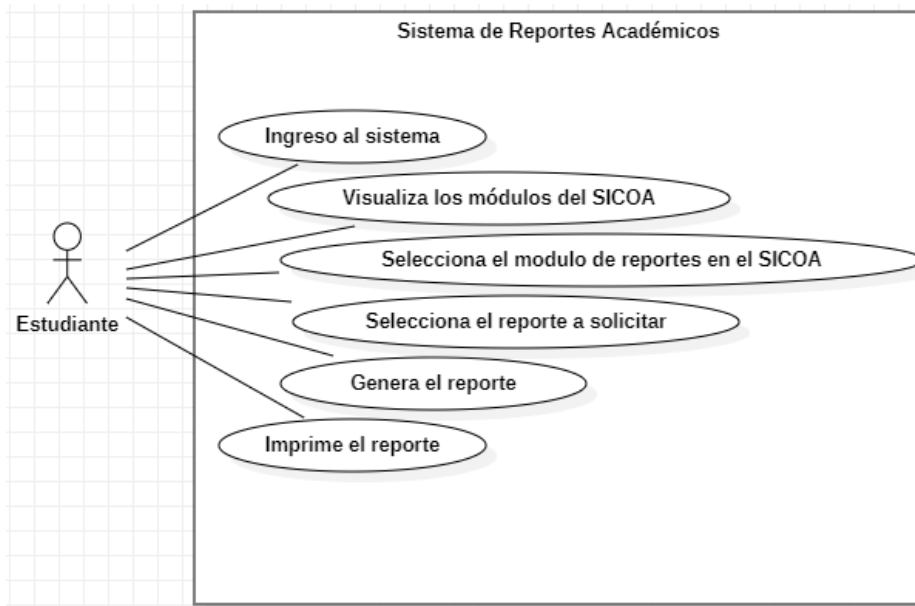 Sistema de Reportes Académicos
Ingreso al sistema
Visualiza los módulos del SICOA
Selecciona el modulo de reportes en el SICOA
Estudiante
Selecciona el reporte a solicitar
Genera el reporte
Imprime el reporte